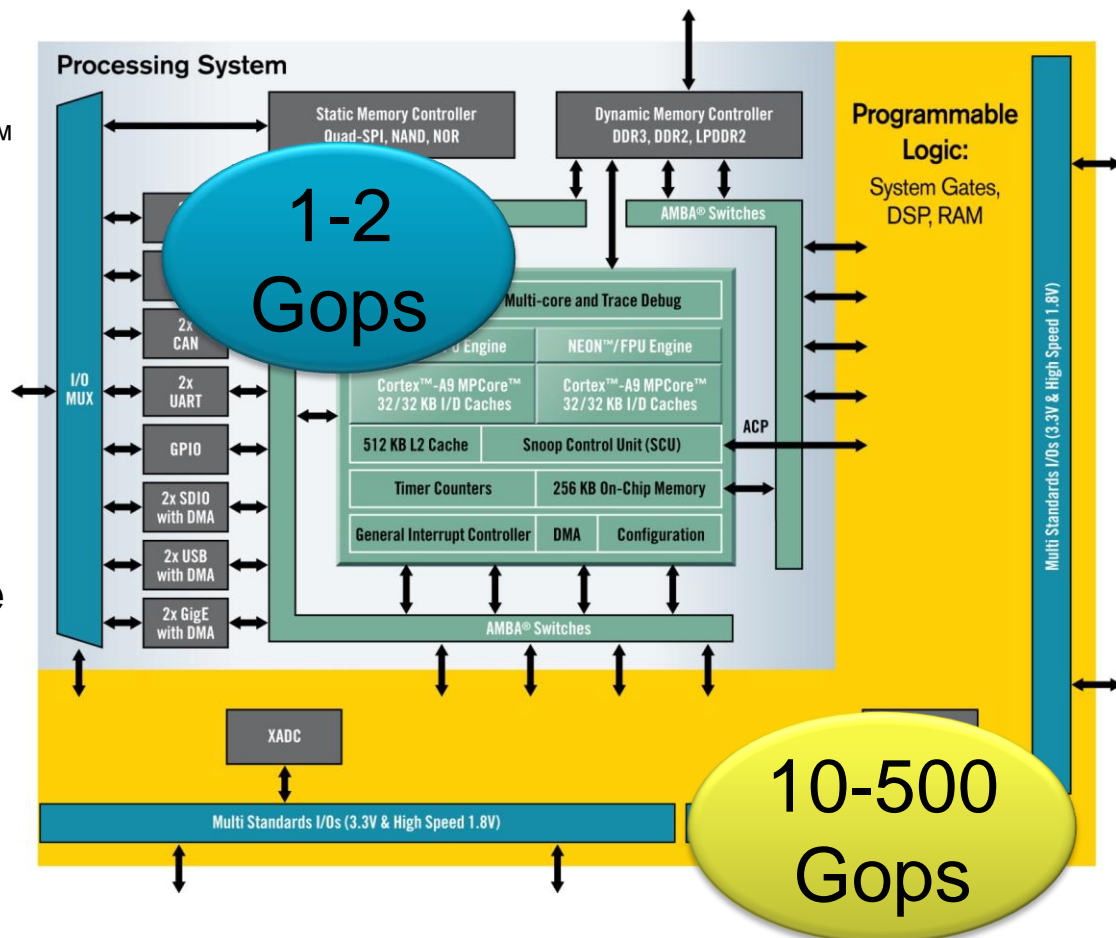 Processing System
™
e
Static Memory Controller
Quad-SPI, NAND, NOR
Dynamic Memory Controller
DDR3, DDR2, LPDDR2
Programmable
Logic:
System Gates,
DSP, RAM
1-2
Gops
AMBA® Switches
Multi-core and Trace Debug
Engine
NEON™/FPU Engine
Cortex™-A9 MPCore™
32/32 KB I/D Caches
Cortex™-A9 MPCore™
32/32 KB I/D Caches
512 KB L2 Cache
Snoop Control Unit (SCU)
ACP
Timer Counters
256 KB On-Chip Memory
General Interrupt Controller
DMA
Configuration
AMBA® Switches
I/O
MUX
2x
CAN
2x
UART
GPIO
2x SDIO
with DMA
2x USB
with DMA
2x GigE
with DMA
XADC
Multi Standards I/Os (3.3V & High Speed 1.8V)
Multi Standards I/Os (3.3V & High Speed 1.8V)
10-500
Gops